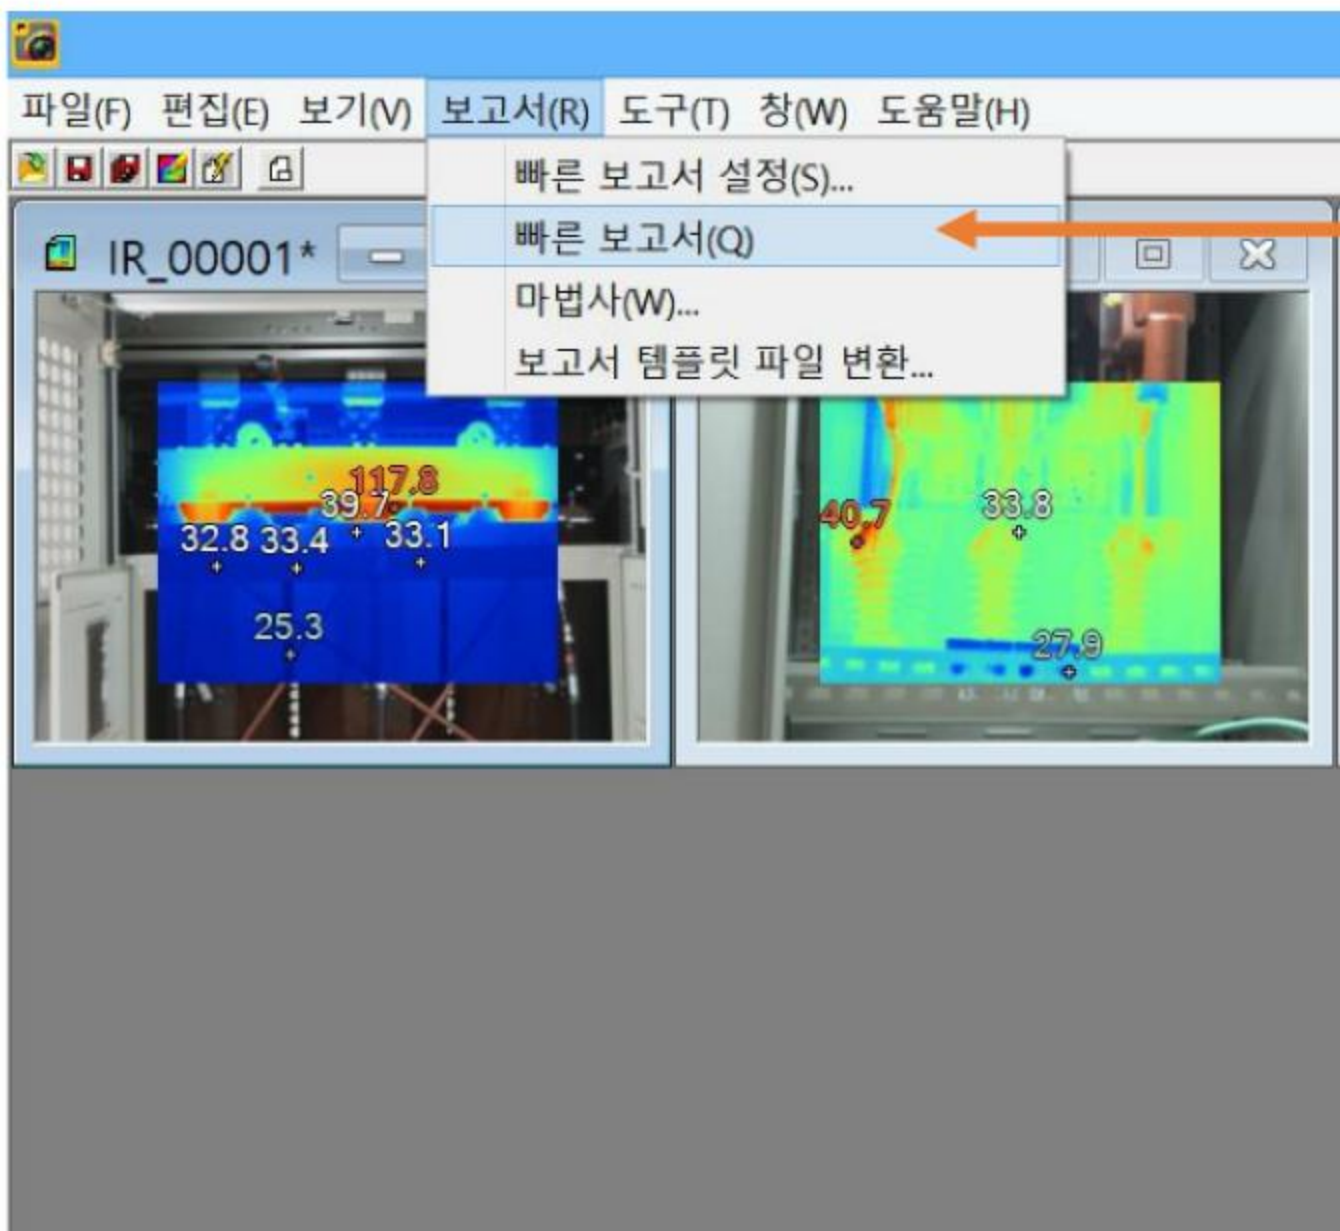 파일(F) 편집(E) 보기(V) 보고서(R) 도구(T) 창(W) 도움말(H)
빠른 보고서 설정(S)...
빠른 보고서(Q)
마법사(W)...
보고서 템플릿 파일 변환...
IR_00001*
117.8
39.7
32.8 33.4 33.1
25.3
40.7 33.8
27.9